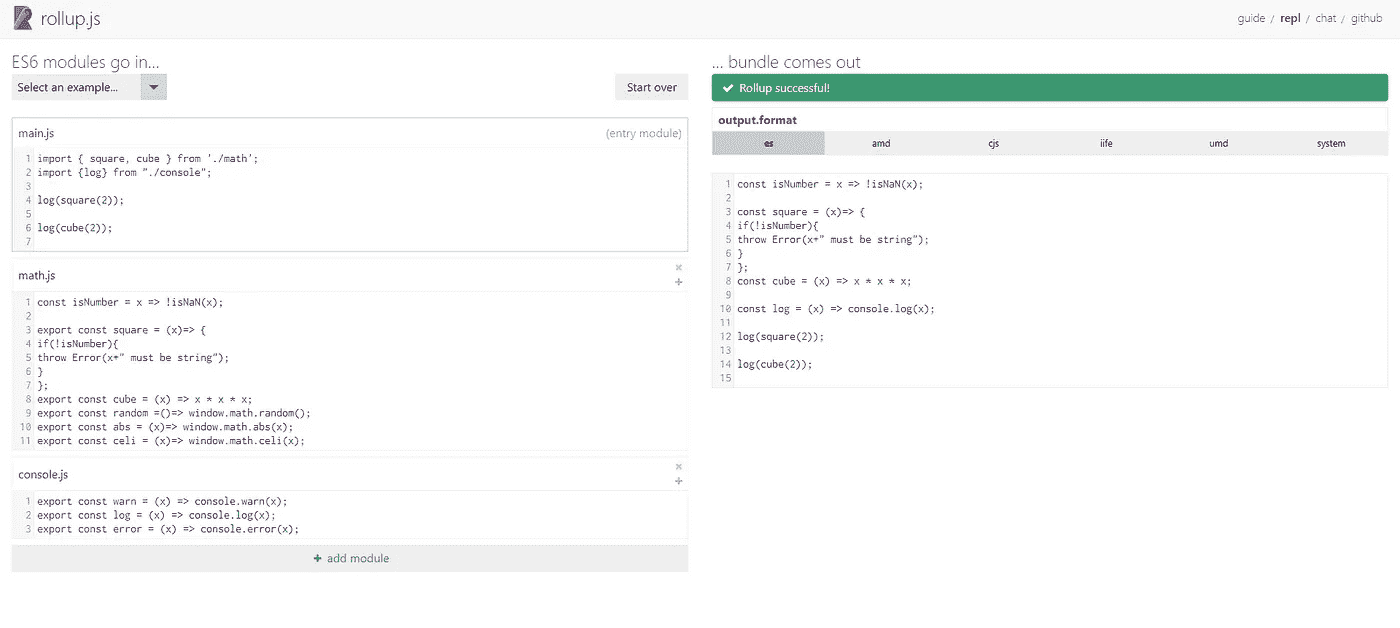 rollup.js
guide / repl / chat / github
ES6 modules go in...
Select an example...
Start over
main.js
(entry module)
1 import { square, cube } from './math';
2 import {log} from "./console";
3
4 log(square(2));
5
6 log(cube(2));
7
math.js
1 const isNumber = x => !isNaN(x);
2
3 export const square = (x)=> {
4 if(!isNumber){
5 throw Error(x+" must be string");
6 }
7 };
8 export const cube = (x) => x * x * x;
9 export const random =()=> window.math.random();
10 export const abs = (x)=> window.math.abs(x);
11 export const celi = (x)=> window.math.celi(x);
console.js
1 export const warn = (x) => console.warn(x);
2 export const log = (x) => console.log(x);
3 export const error = (x) => console.error(x);
+ add module
... bundle comes out
✔ Rollup successful!
output.format
es amd cjs iife umd system
1 const isNumber = x => !isNaN(x);
2
3 const square = (x)=> {
4 if(!isNumber){
5 throw Error(x+" must be string");
6 }
7 };
8 const cube = (x) => x * x * x;
9
10 const log = (x) => console.log(x);
11
12 log(square(2));
13
14 log(cube(2));
15